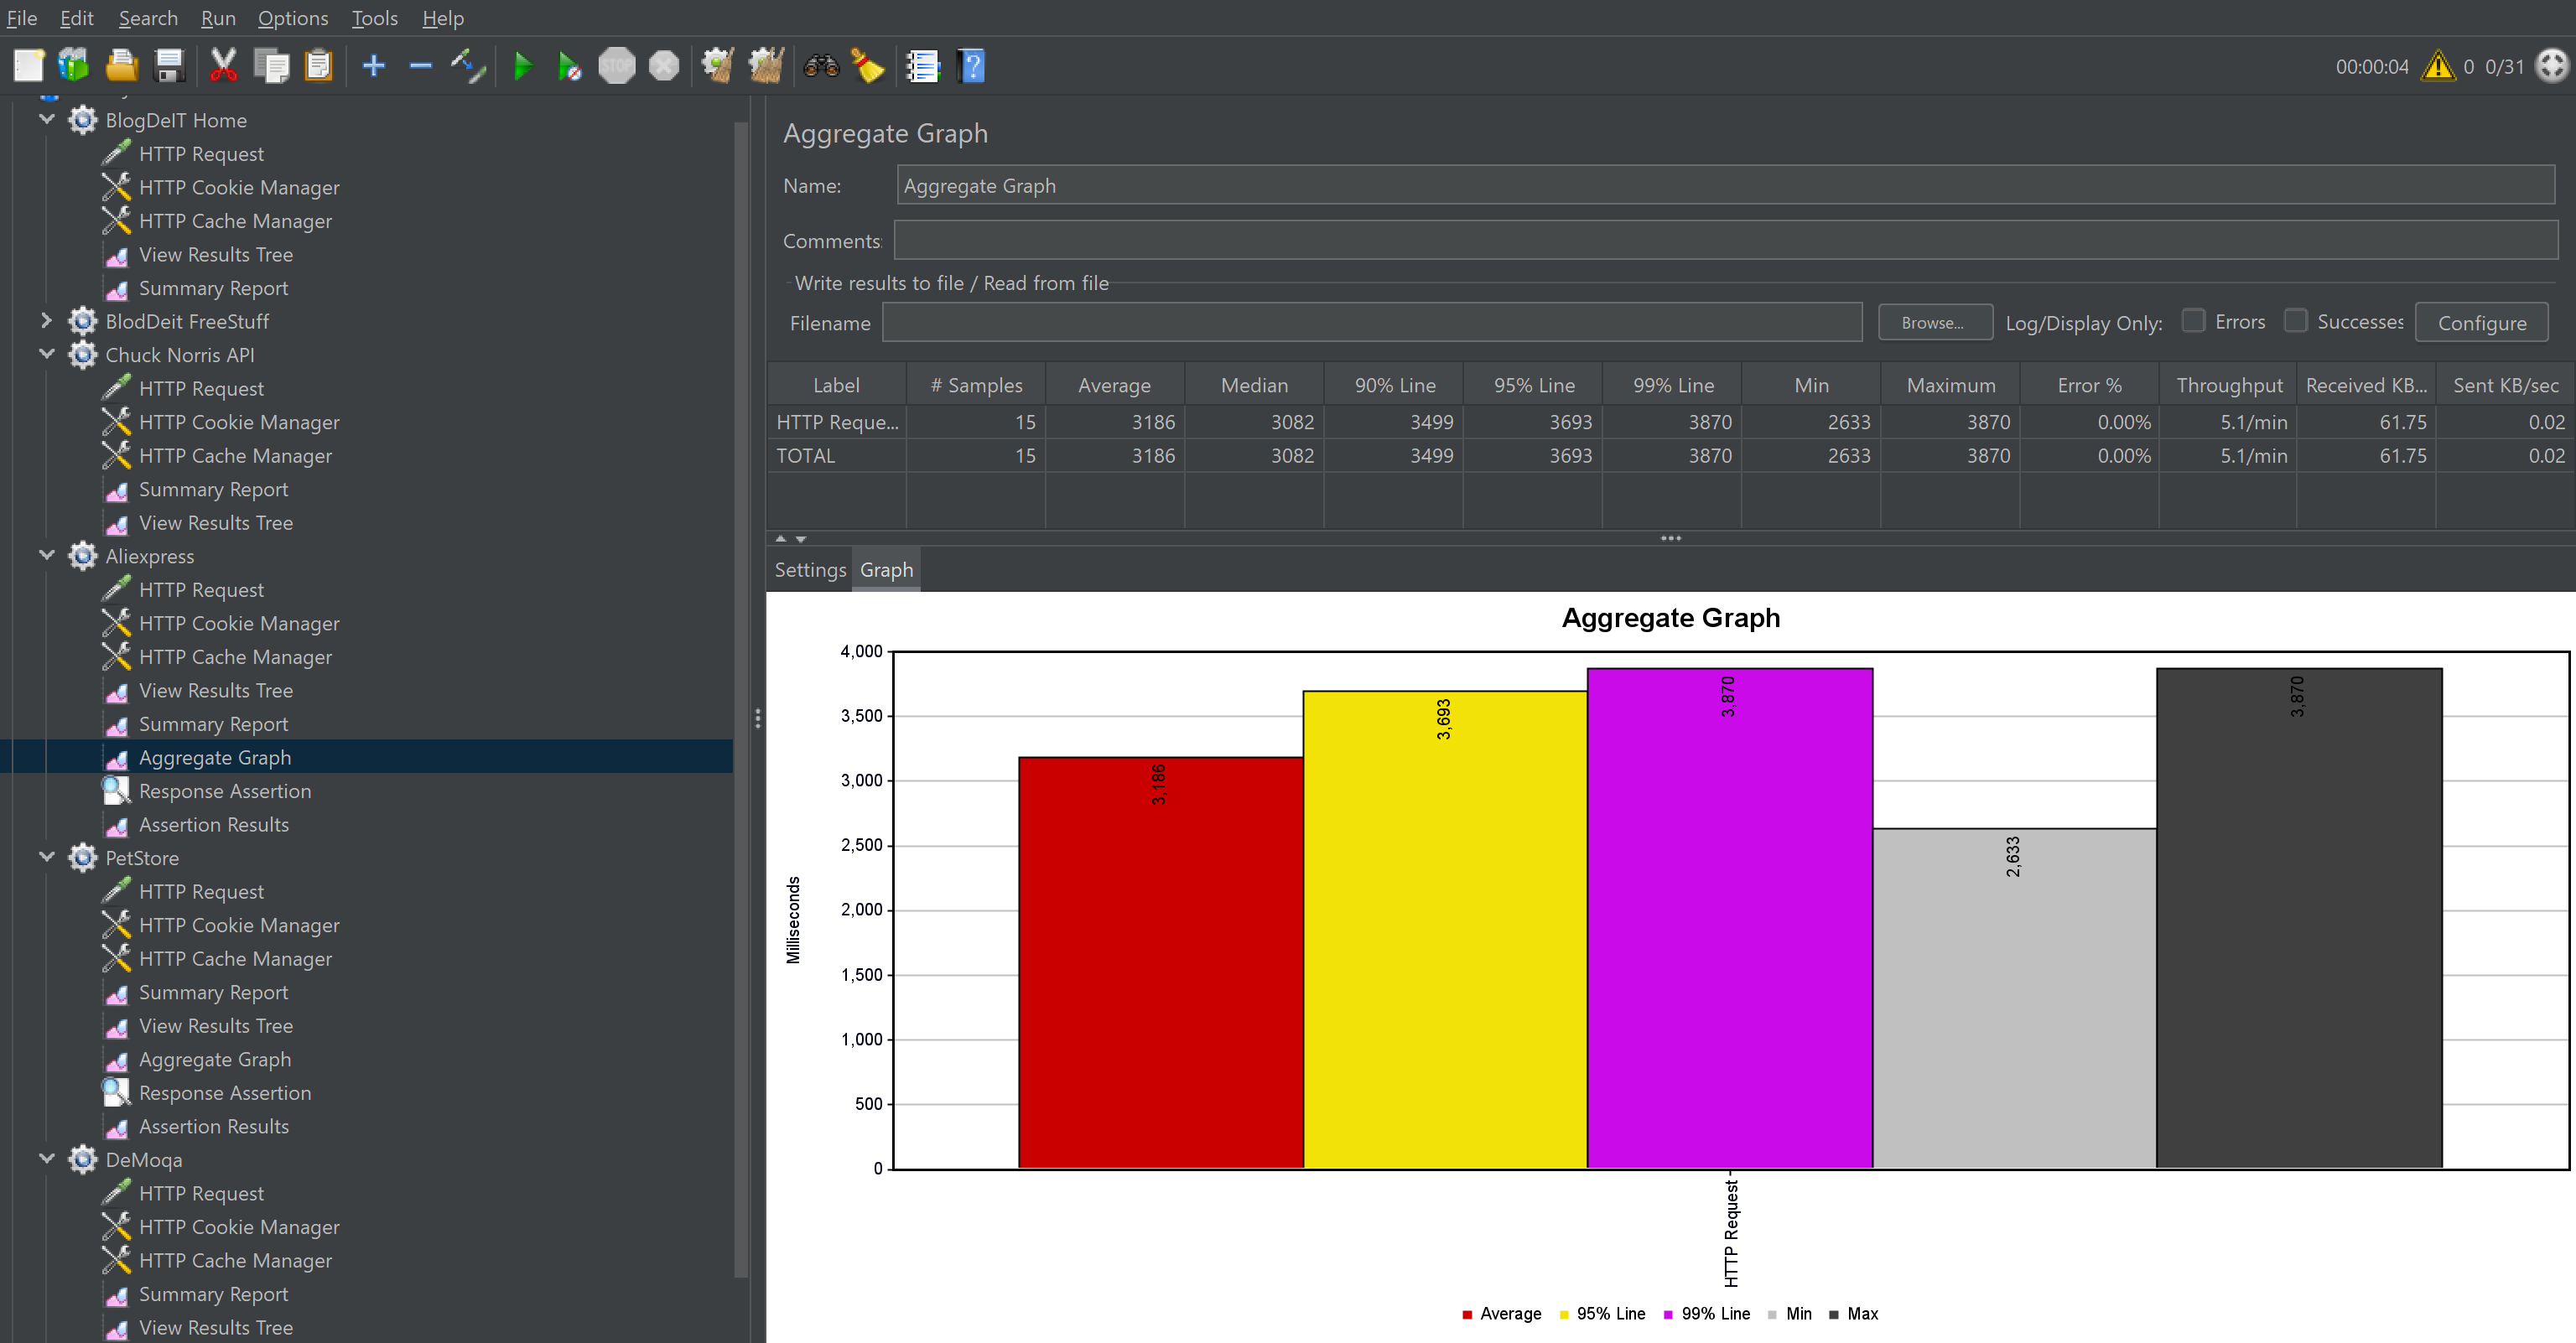 File Edit Search Run Options Tools Help
STOP
00:00:04 0 0/31
BlogDeIT Home
HTTP Request
HTTP Cookie Manager
HTTP Cache Manager
View Results Tree
Summary Report
BlodDeit FreeStuff
Chuck Norris API
HTTP Request
HTTP Cookie Manager
HTTP Cache Manager
Summary Report
View Results Tree
Aliexpress
HTTP Request
HTTP Cookie Manager
HTTP Cache Manager
View Results Tree
Summary Report
Aggregate Graph
Response Assertion
Assertion Results
PetStore
HTTP Request
HTTP Cookie Manager
HTTP Cache Manager
Summary Report
View Results Tree
Aggregate Graph
Response Assertion
Assertion Results
DeMoqa
HTTP Request
HTTP Cookie Manager
HTTP Cache Manager
Summary Report
View Results Tree
Aggregate Graph
Name: Aggregate Graph
Comments:
Write results to file / Read from file
Filename Browse... Log/Display Only: Errors Successes Configure
Label # Samples Average Median 90% Line 95% Line 99% Line Min Maximum Error % Throughput Received KB... Sent KB/sec
HTTP Reque... 15 3186 3082 3499 3693 3870 2633 3870 0.00% 5.1/min 61.75 0.02
TOTAL 15 3186 3082 3499 3693 3870 2633 3870 0.00% 5.1/min 61.75 0.02
Settings Graph
Aggregate Graph
4,000
3,500
3,000
2,500
2,000
1,500
1,000
500
0
Milliseconds
3,186
3,693
3,870
2,633
3,870
HTTP Request
Average 95% Line 99% Line Min Max